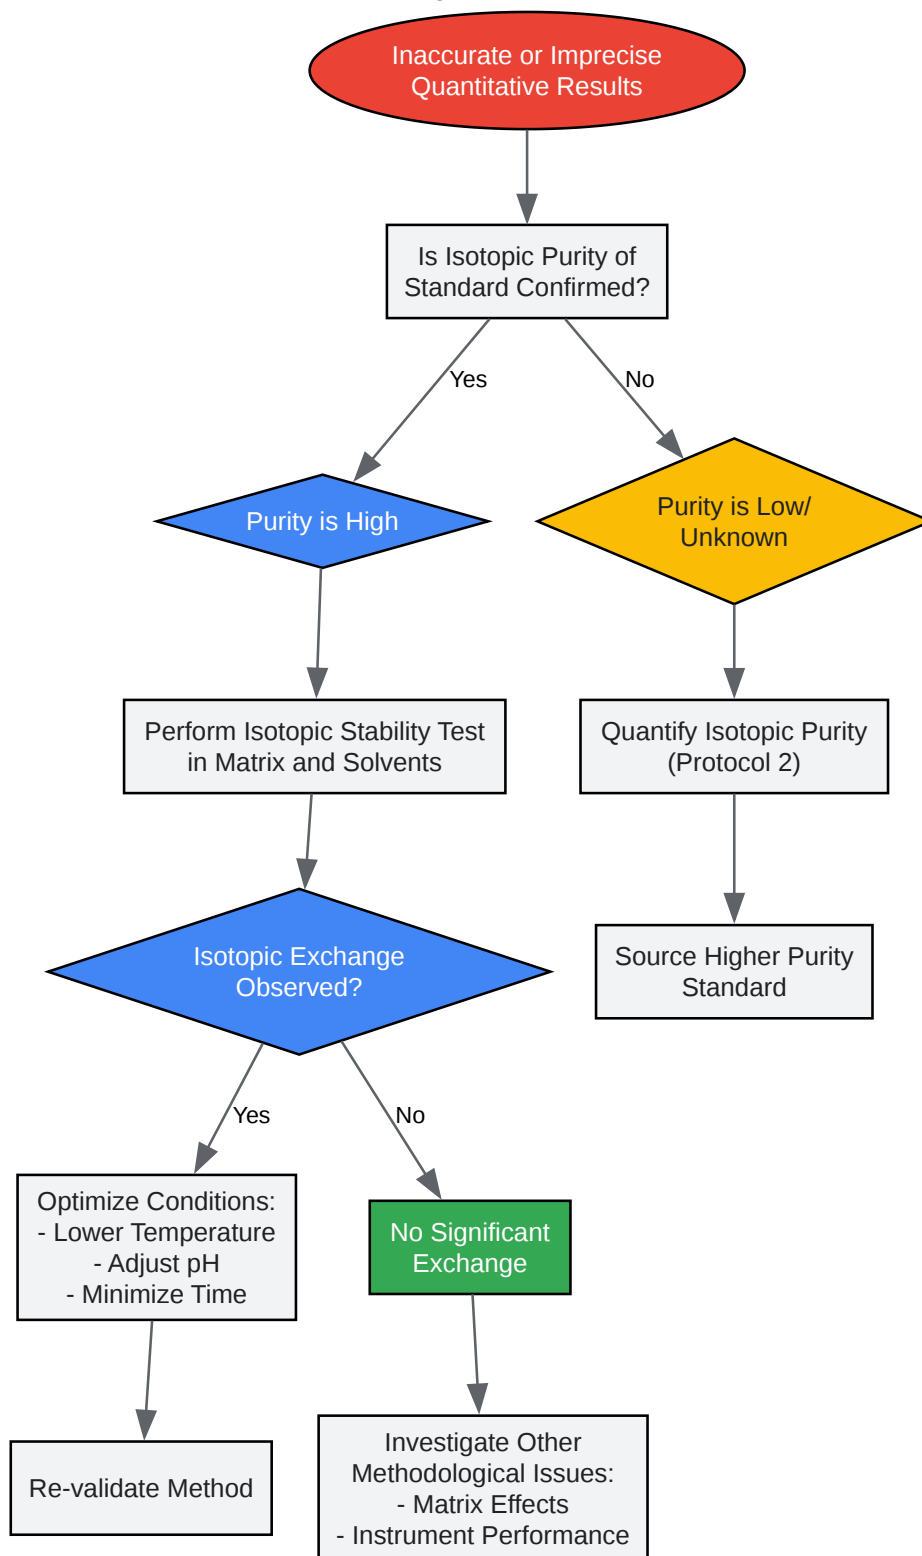 Inaccurate or Imprecise
Quantitative Results
Is Isotopic Purity of
Standard Confirmed?
Yes
No
Purity is High
Purity is Low/
Unknown
Perform Isotopic Stability Test
in Matrix and Solvents
Quantify Isotopic Purity
(Protocol 2)
Isotopic Exchange
Observed?
Source Higher Purity
Standard
Yes
No
Optimize Conditions:
- Lower Temperature
- Adjust pH
- Minimize Time
No Significant
Exchange
Re-validate Method
Investigate Other
Methodological Issues:
- Matrix Effects
- Instrument Performance